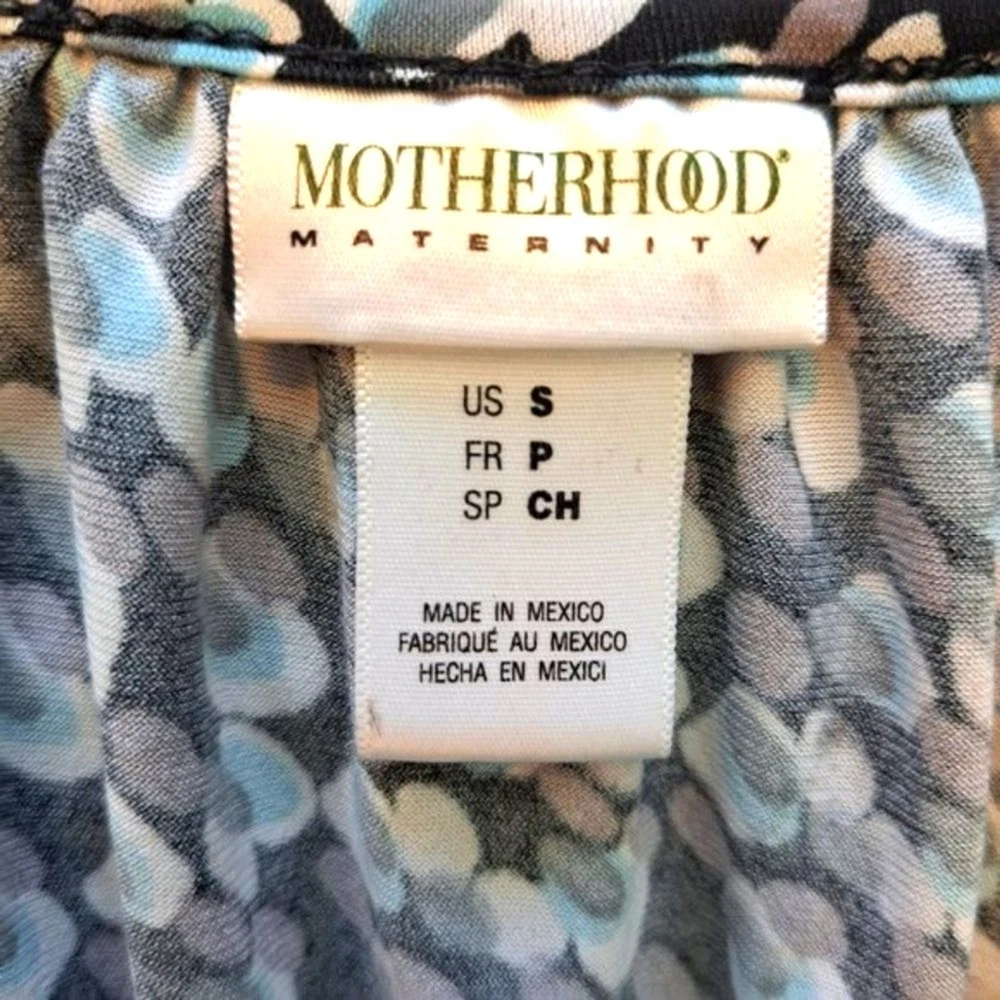 MOTHERHOOD®
MATERNITY
US S
FR P
SP CH
MADE IN MEXICO
FABRIQUÉ AU MEXICO
HECHA EN MEXICI